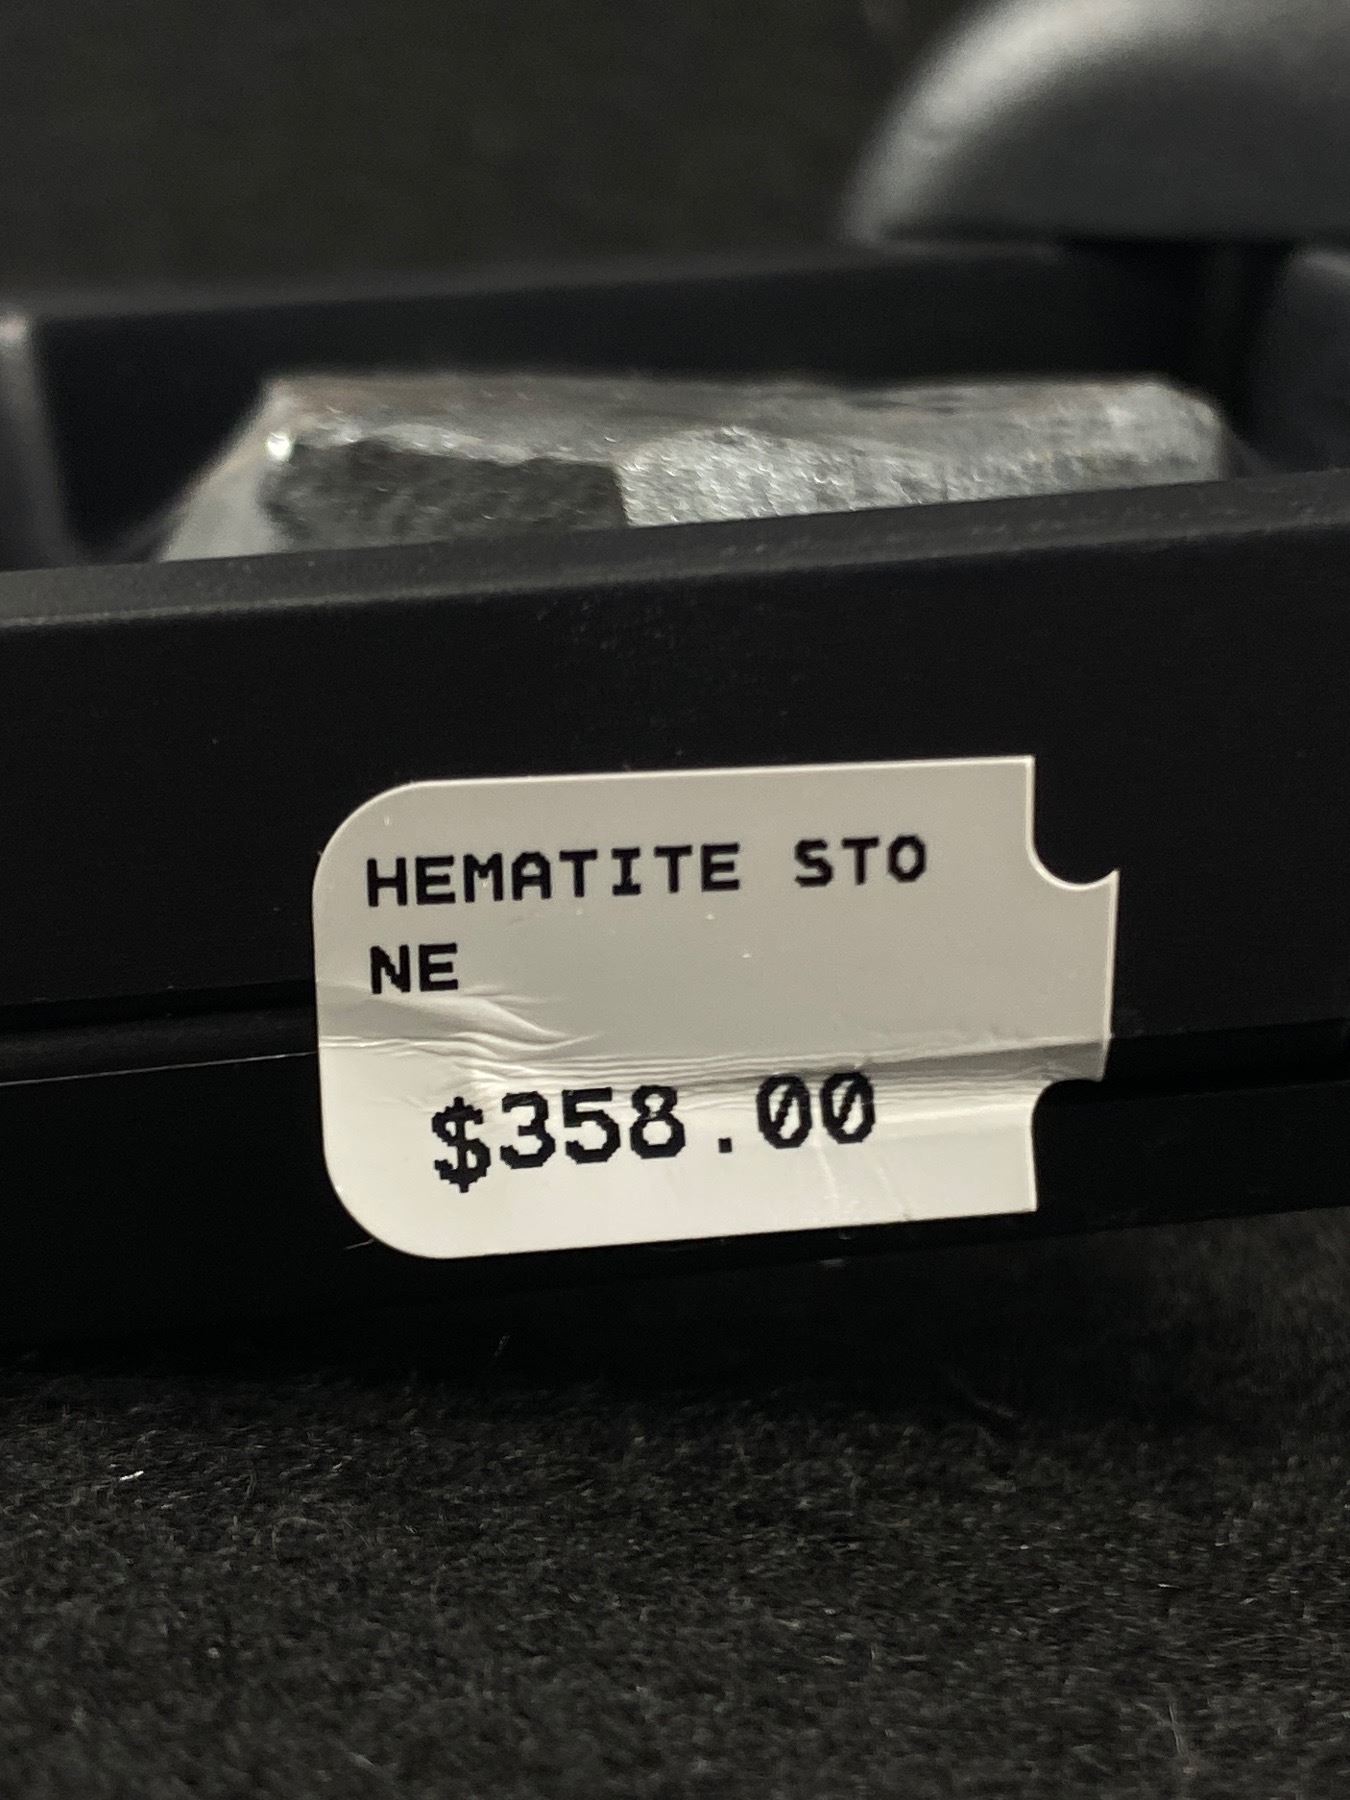 HEMATITE STO
NE
$358.00